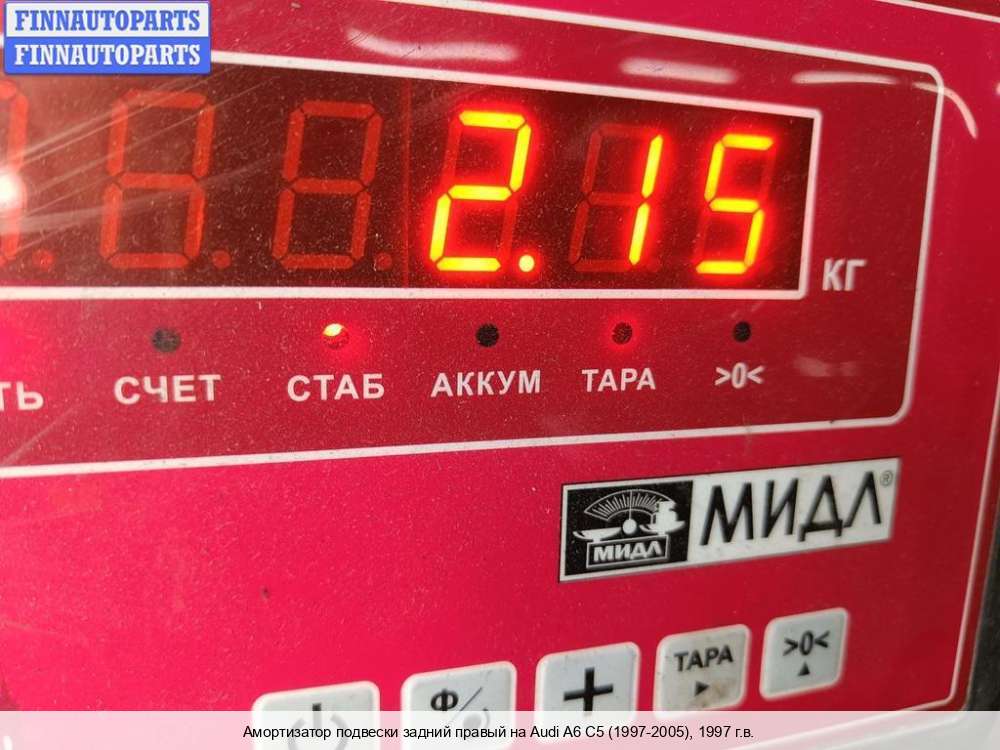 FINNAUTOPARTS
FINNAUTOPARTS
2.15
КГ
ТЬ
СЧЕТ
СТАБ
АККУМ
ТАРА
>0<
МИДЛ
МИДЛ®
Ф
+
ТАРА
>0<
Амортизатор подвески задний правый на Audi A6 C5 (1997-2005), 1997 г.в.